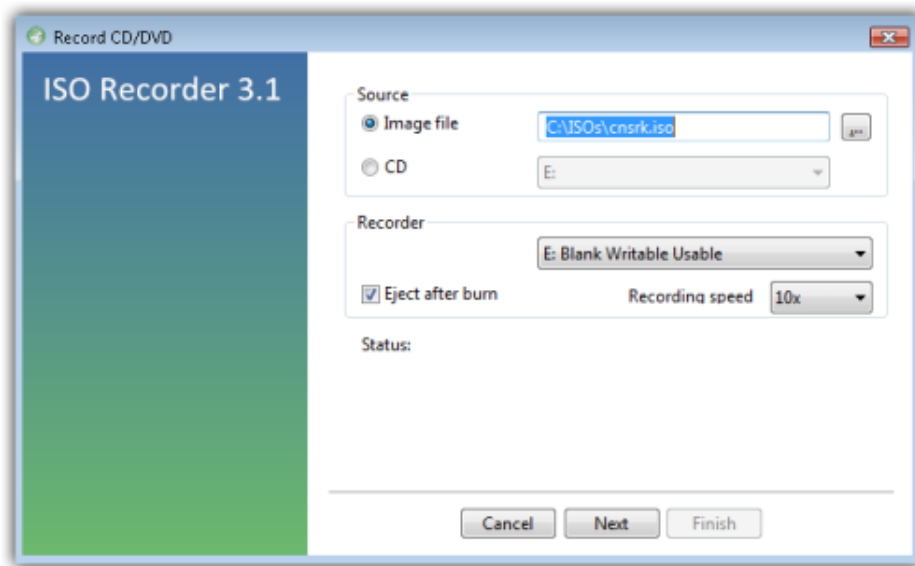 Record CD/DVD
ISO Recorder 3.1
Source
Image file
C:\ISOs\cnsrk.iso
...
CD
E:
Recorder
E: Blank Writable Usable
Eject after burn
Recording speed
10x
Status:
Cancel
Next
Finish